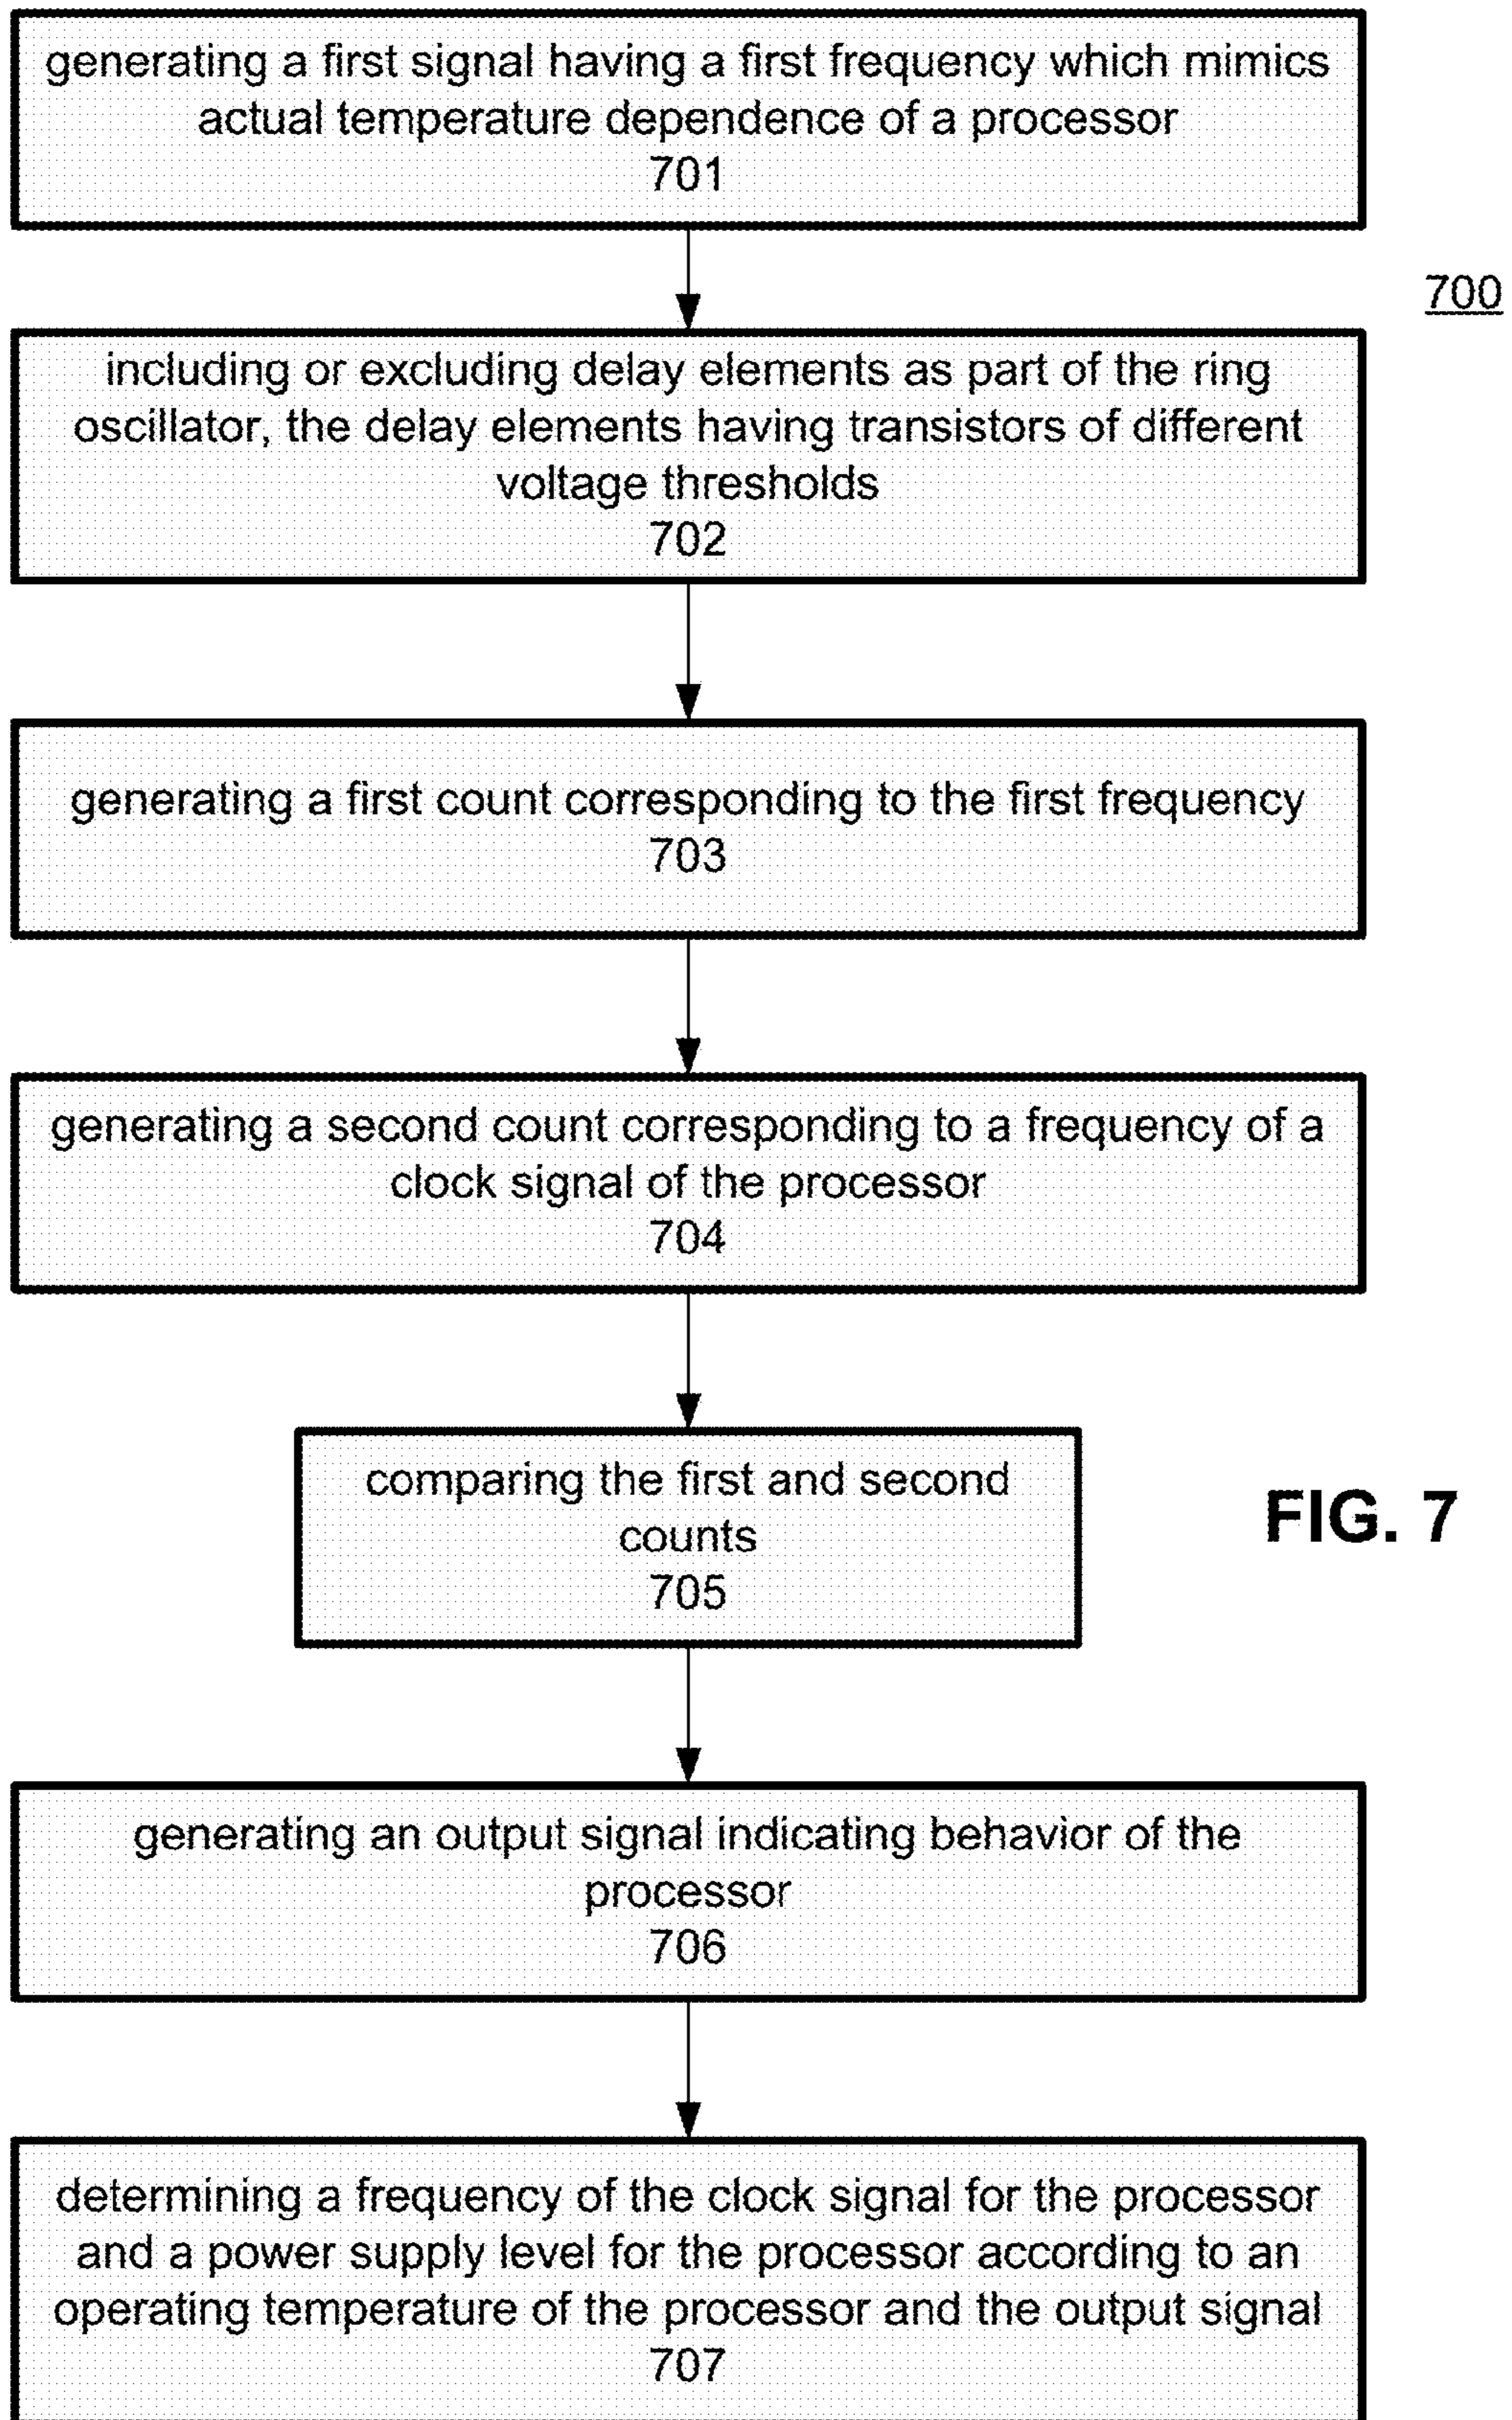 generating a first signal having a first frequency which mimics
actual temperature dependence of a processor
701
700
including or excluding delay elements as part of the ring
oscillator, the delay elements having transistors of different
voltage thresholds
702
generating a first count corresponding to the first frequency
703
generating a second count corresponding to a frequency of a
clock signal of the processor
704
comparing the first and second
counts
705
FIG. 7
generating an output signal indicating behavior of the
processor
706
determining a frequency of the clock signal for the processor
and a power supply level for the processor according to an
operating temperature of the processor and the output signal
707